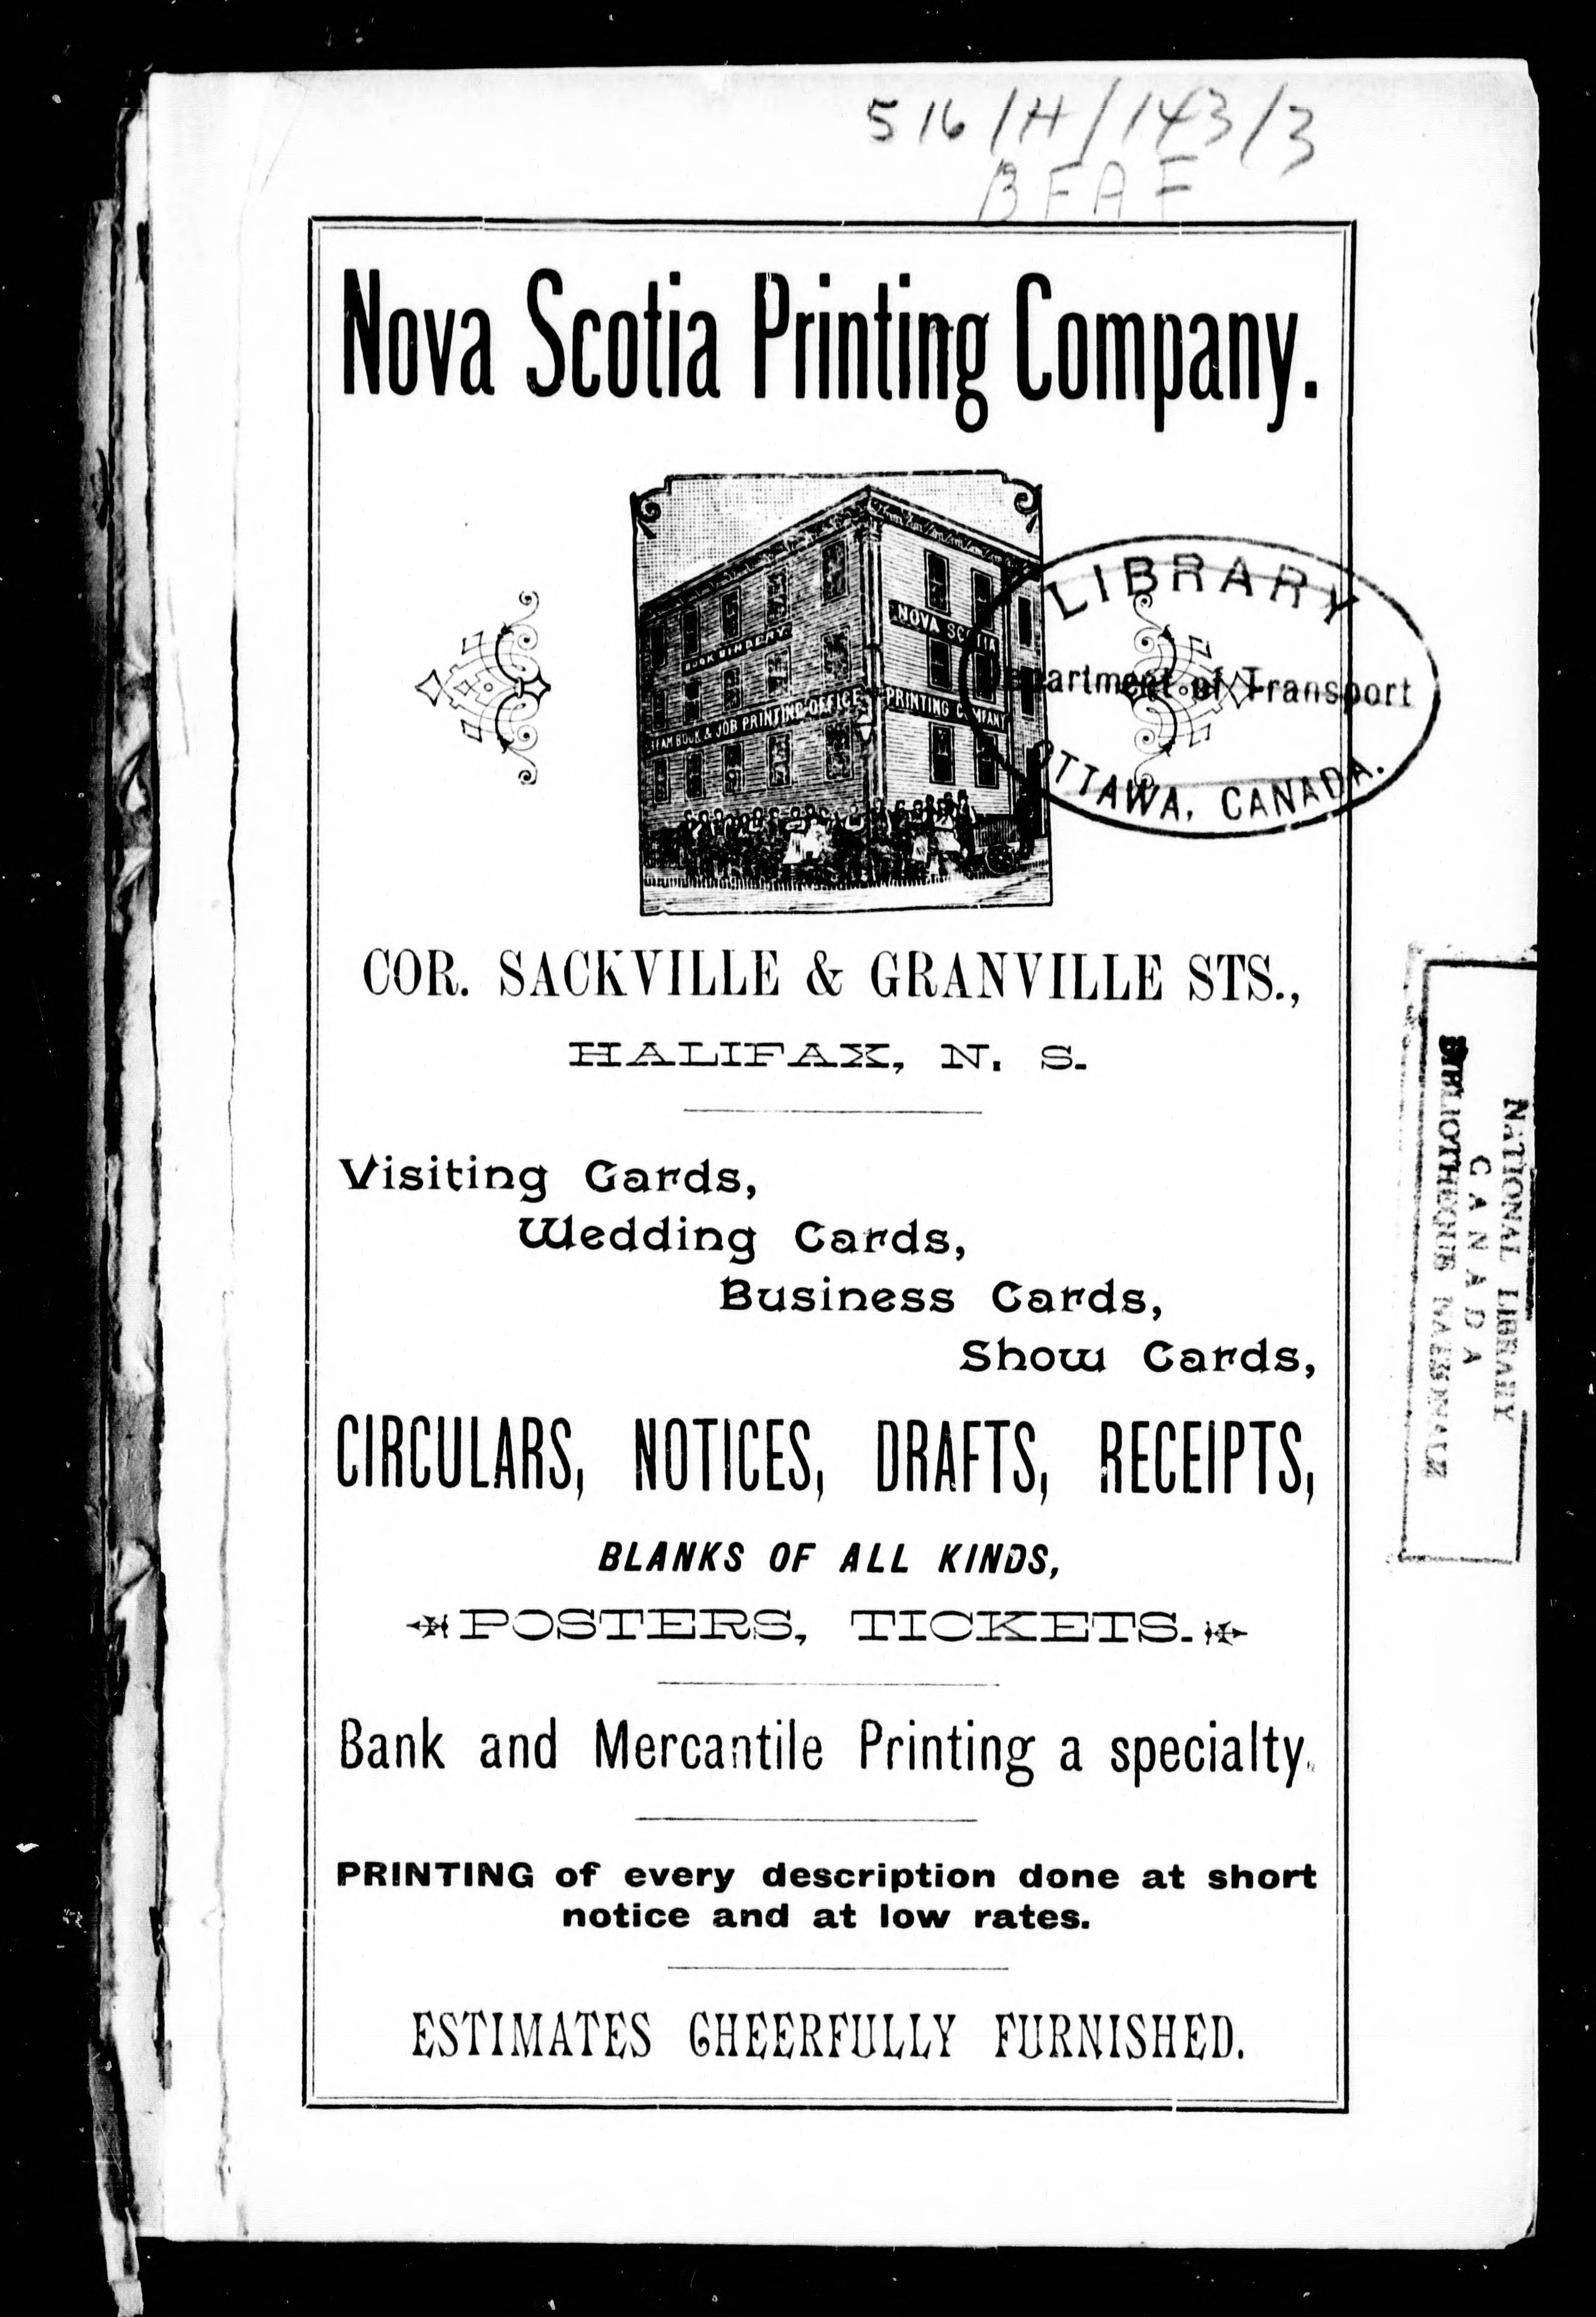 516/H/143/3
BFAF
Nova Scotia Printing Company.
BOOK BINDERY.
STEAM BOOK & JOB PRINTING OFFICE
NOVA SCOTIA
PRINTING COMPANY
LIBRARY
Department of Transport
OTTAWA, CANADA.
COR. SACKVILLE & GRANVILLE STS.,
HALIFAX, N. S.
Visiting Cards,
Wedding Cards,
Business Cards,
Show Cards,
CIRCULARS, NOTICES, DRAFTS, RECEIPTS,
BLANKS OF ALL KINDS,
POSTERS, TICKETS.
Bank and Mercantile Printing a specialty.
PRINTING of every description done at short
notice and at low rates.
ESTIMATES CHEERFULLY FURNISHED.
NATIONAL LIBRARY
CANADA
BIBLIOTHEQUE NATIONALE